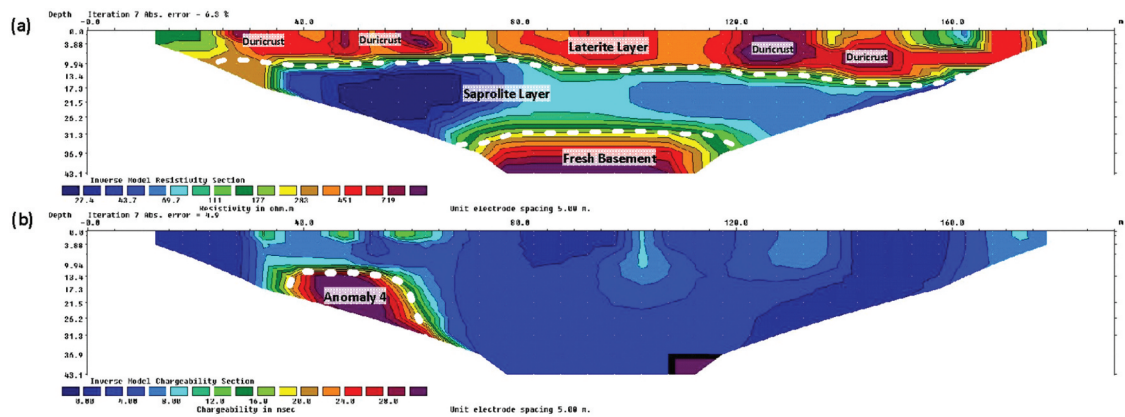 (a)
Depth Iteration 7 Abs. error - 6.3 %
-0.0 40.0 80.0 120.0 160.0 m.
0.0
3.88
9.94
13.4
17.0
21.5
31.3
36.9
43.1
Duricrust
Duricrust
Laterite Layer
Duricrust
Duricrust
Saprolite Layer
Fresh Basement
Inverse Model Resistivity Section
27.4 43.7 69.7 111 177 283 451 719
Resistivity in ohm.m
Unit electrode spacing 5.00 m.
(b)
Depth Iteration 7 Abs. error = 4.9
-0.0 40.0 80.0 120.0 160.0 m.
0.0
3.88
9.94
13.4
17.3
21.5
25.2
31.3
36.9
43.1
Anomaly 4
Inverse Model Chargeability Section
0.00 4.00 8.00 12.0 16.0 20.0 24.0 28.0
Chargeability in msec
Unit electrode spacing 5.00 m.